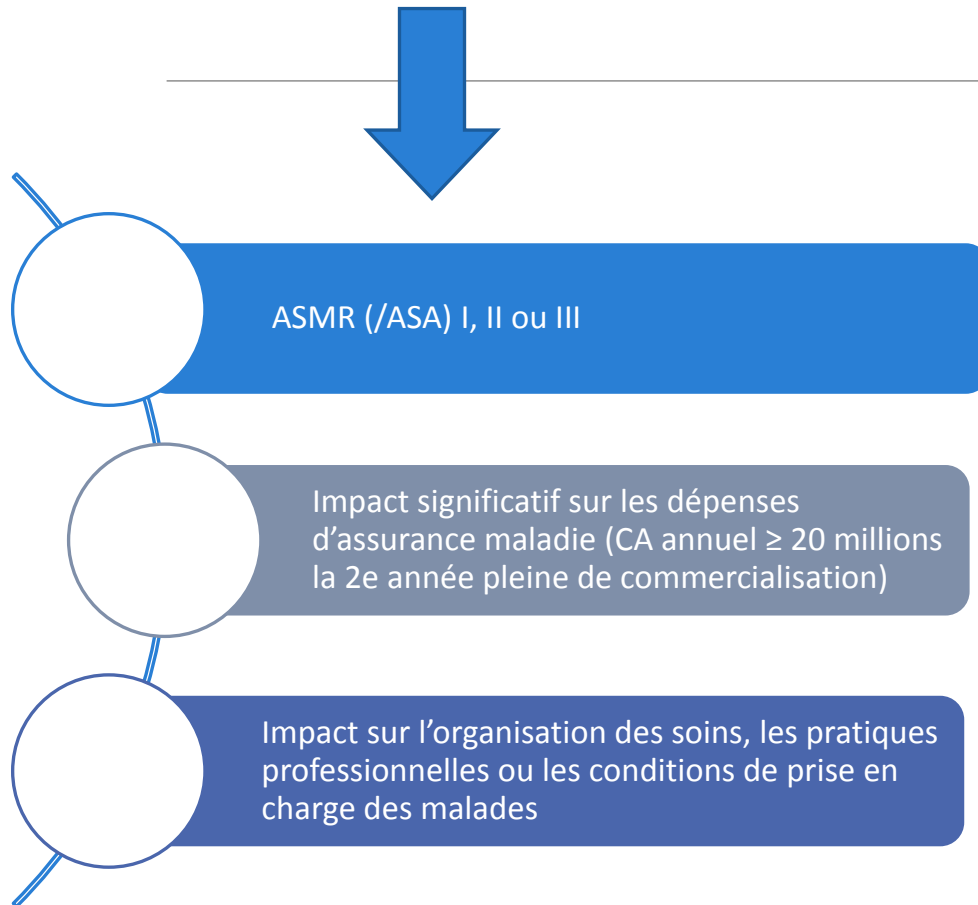 ASMR (/ASA) I, II ou III
Impact significatif sur les dépenses
d’assurance maladie (CA annuel ≥ 20 millions
la 2e année pleine de commercialisation)
Impact sur l’organisation des soins, les pratiques
professionnelles ou les conditions de prise en
charge des malades